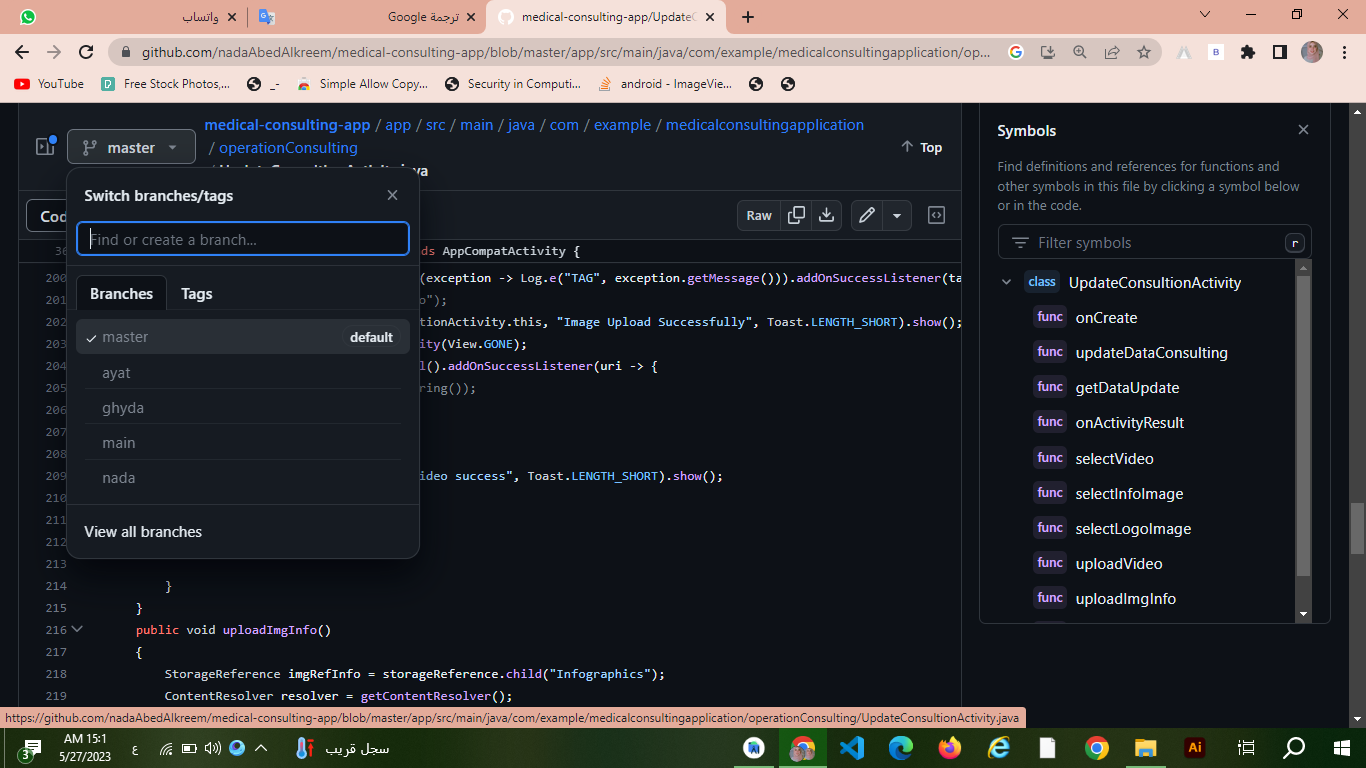 واتساب
ترجمة Google
medical-consulting-app/UpdateC
github.com/nadaAbedAlkreem/medical-consulting-app/blob/master/app/src/main/java/com/example/medicalconsultingapplication/op...
YouTube
Free Stock Photos,...
_-
Simple Allow Copy...
Security in Computi...
android - ImageVie...
master
medical-consulting-app / app / src / main / java / com / example / medicalconsultingapplication
/ operationConsulting
Top
Switch branches/tags
Find or create a branch...
Branches
Tags
master
default
ayat
ghyda
main
nada
View all branches
Raw
ds AppCompatActivity {
200 (exception -> Log.e("TAG", exception.getMessage())).addOnSuccessListener(ta
201 o");
202 tionActivity.this, "Image Upload Successfully", Toast.LENGTH_SHORT).show();
203 ity(View.GONE);
204 l().addOnSuccessListener(uri -> {
205 ring());
206
207
208
209 ideo success", Toast.LENGTH_SHORT).show();
210
211
212
213
214 }
215 }
216 public void uploadImgInfo()
217 {
218 StorageReference imgRefInfo = storageReference.child("Infographics");
219 ContentResolver resolver = getContentResolver();
Symbols
Find definitions and references for functions and
other symbols in this file by clicking a symbol below
or in the code.
Filter symbols
r
class UpdateConsultionActivity
func onCreate
func updateDataConsulting
func getDataUpdate
func onActivityResult
func selectVideo
func selectInfoImage
func selectLogoImage
func uploadVideo
func uploadImgInfo
https://github.com/nadaAbedAlkreem/medical-consulting-app/blob/master/app/src/main/java/com/example/medicalconsultingapplication/operationConsulting/UpdateConsultionActivity.java
3
AM 15:1
5/27/2023
ع
سجل قريب
Ai